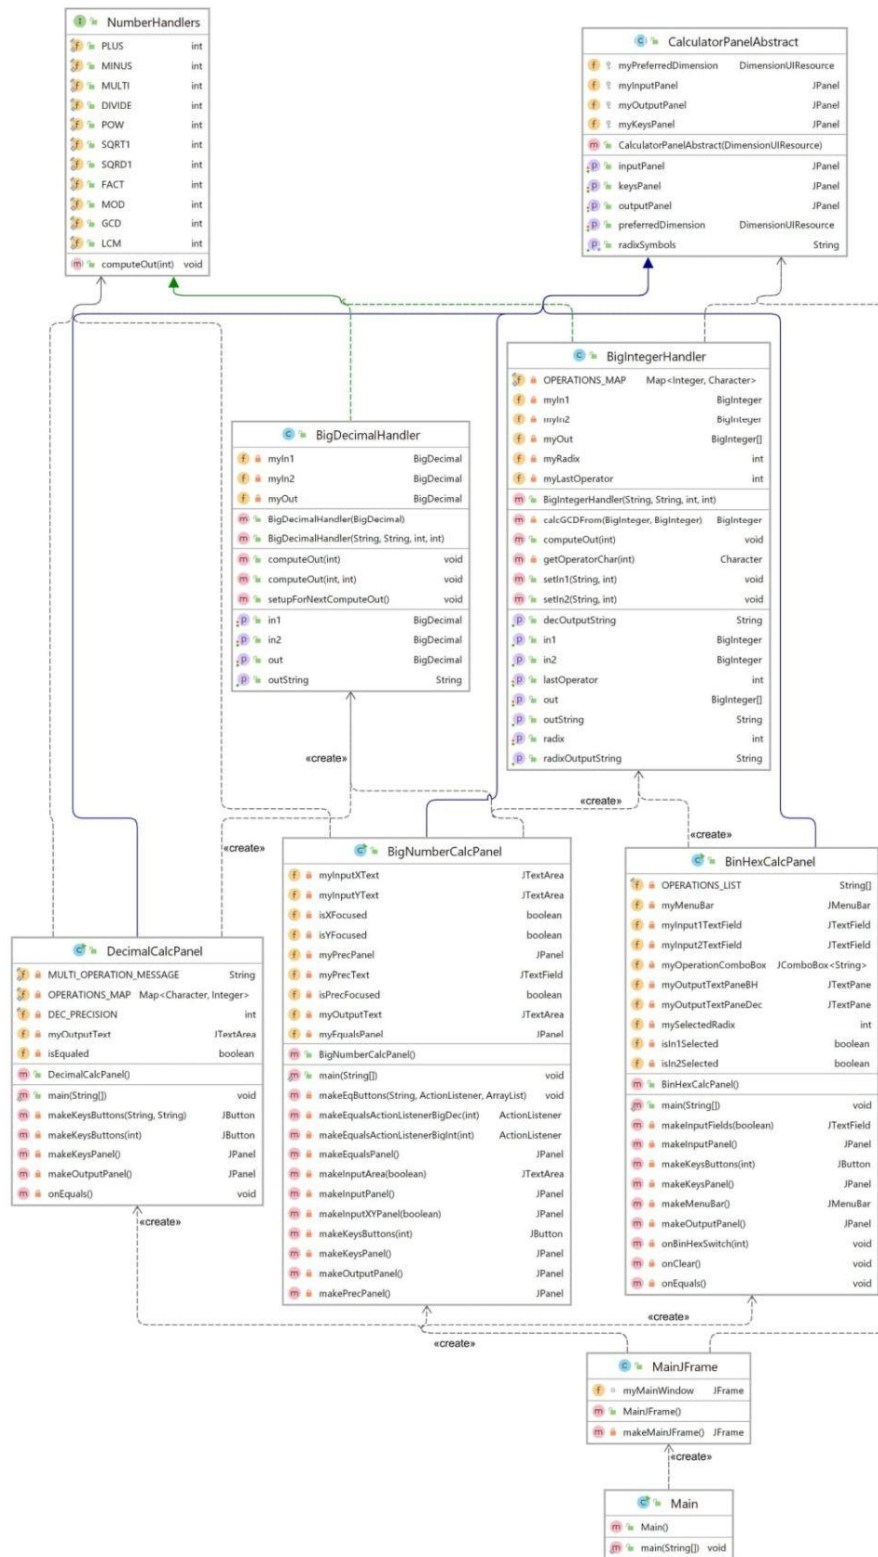 NumberHandlers
PLUS int
MINUS int
MULTI int
DIVIDE int
POW int
SQRT1 int
SQRD1 int
FACT int
MOD int
GCD int
LCM int
computeOut(int) void
CalculatorPanelAbstract
myPreferredDimension DimensionUIResource
myInputPanel JPanel
myOutputPanel JPanel
myKeysPanel JPanel
CalculatorPanelAbstract(DimensionUIResource)
inputPanel JPanel
keysPanel JPanel
outputPanel JPanel
preferredDimension DimensionUIResource
radixSymbols String
BigIntegerHandler
OPERATIONS_MAP Map<Integer, Character>
myIn1 BigInteger
myIn2 BigInteger
myOut BigInteger[]
myRadix int
myLastOperator int
BigIntegerHandler(String, String, int, int)
calcGCDFrom(BigInteger, BigInteger) BigInteger
computeOut(int) void
getOperatorChar(int) Character
setIn1(String, int) void
setIn2(String, int) void
decOutputString String
in1 BigInteger
in2 BigInteger
lastOperator int
out BigInteger[]
outString String
radix int
radixOutputString String
BigDecimalHandler
myIn1 BigDecimal
myIn2 BigDecimal
myOut BigDecimal
BigDecimalHandler(BigDecimal)
BigDecimalHandler(String, String, int, int)
computeOut(int) void
computeOut(int, int) void
setupForNextComputeOut() void
in1 BigDecimal
in2 BigDecimal
out BigDecimal
outString String
«create»
«create»
«create»
«create»
BigNumberCalcPanel
myInputXText JTextArea
myInputYText JTextArea
isXFocused boolean
isYFocused boolean
myPrecPanel JPanel
myPrecText JTextField
isPrecFocused boolean
myOutputText JTextArea
myEqualsPanel JPanel
BigNumberCalcPanel()
main(String[]) void
makeEqButtons(String, ActionListener, ArrayList) void
makeEqualsActionListenerBigDec(int) ActionListener
makeEqualsActionListenerBigInt(int) ActionListener
makeEqualsPanel() JPanel
makeInputArea(boolean) JTextArea
makeInputPanel() JPanel
makeInputXYPanel(boolean) JPanel
makeKeysButtons(int) JButton
makeKeysPanel() JPanel
makeOutputPanel() JPanel
makePrecPanel() JPanel
BinHexCalcPanel
OPERATIONS_LIST String[]
myMenuBar JMenuBar
myInput1TextField JTextField
myInput2TextField JTextField
myOperationComboBox JComboBox<String>
myOutputTextPaneBH JTextPane
myOutputTextPaneDec JTextPane
mySelectedRadix int
isIn1Selected boolean
isIn2Selected boolean
BinHexCalcPanel()
main(String[]) void
makeInputFields(boolean) JTextField
makeInputPanel() JPanel
makeKeysButtons(int) JButton
makeKeysPanel() JPanel
makeMenuBar() JMenuBar
makeOutputPanel() JPanel
onBinHexSwitch(int) void
onClear() void
onEquals() void
DecimalCalcPanel
MULTI_OPERATION_MESSAGE String
OPERATIONS_MAP Map<Character, Integer>
DEC_PRECISION int
myOutputText JTextArea
isEqualed boolean
DecimalCalcPanel()
main(String[]) void
makeKeysButtons(String, String) JButton
makeKeysButtons(int) JButton
makeKeysPanel() JPanel
makeOutputPanel() JPanel
onEquals() void
«create»
«create»
«create»
MainJFrame
myMainWindow JFrame
MainJFrame()
makeMainJFrame() JFrame
«create»
Main
Main()
main(String[]) void